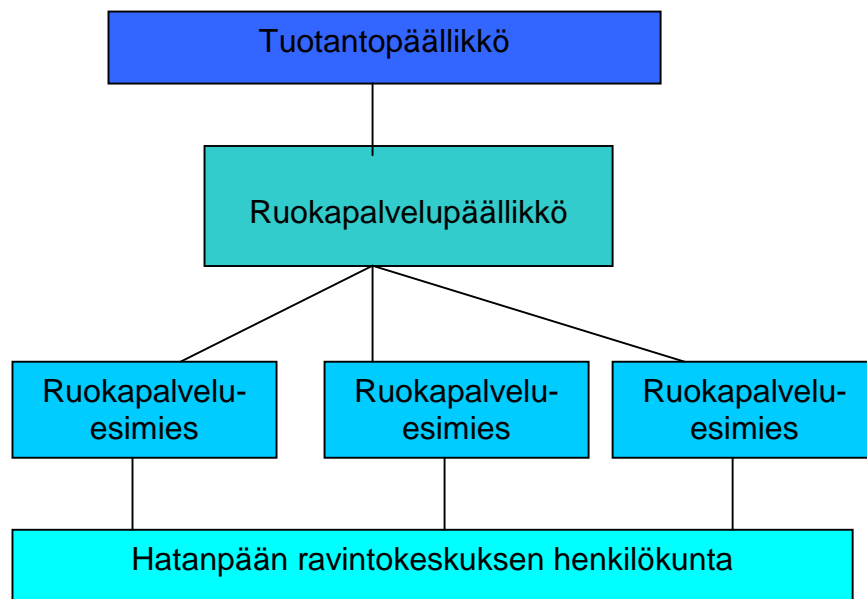 Tuotantopäällikkö
Ruokapalvelupäällikkö
Ruokapalvelu-
esimies
Ruokapalvelu-
esimies
Ruokapalvelu-
esimies
Hatanpään ravintokeskuksen henkilökunta